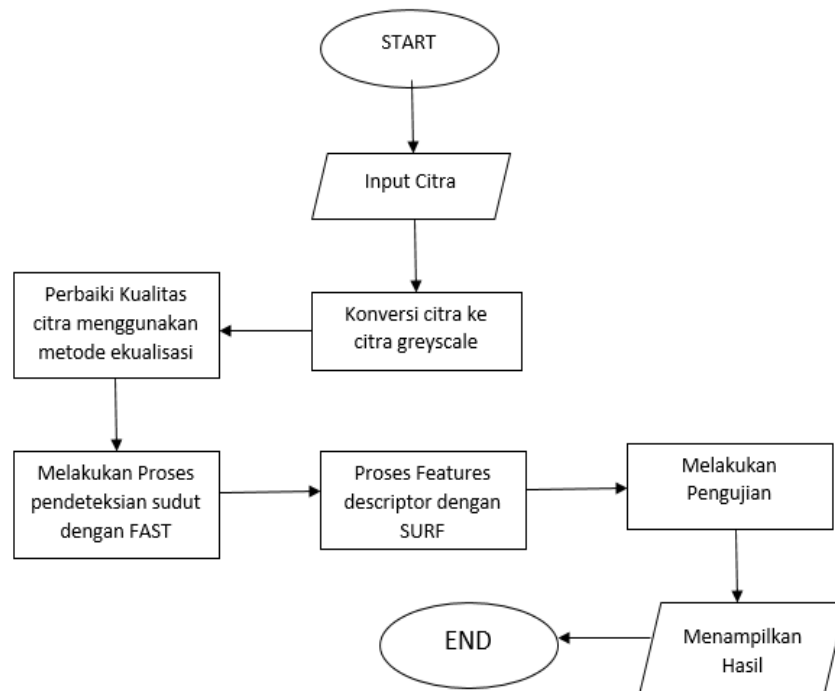 START
Input Citra
Konversi citra ke
citra greyscale
Perbaiki Kualitas
citra menggunakan
metode ekualisasi
Melakukan Proses
pendeteksian sudut
dengan FAST
Proses Features
descriptor dengan
SURF
Melakukan
Pengujian
Menampilkan
Hasil
END